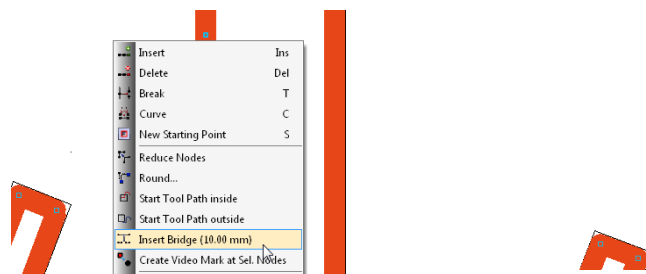 Insert Ins
Delete Del
Break T
Curve C
New Starting Point S
Reduce Nodes
Round...
Start Tool Path inside
Start Tool Path outside
Insert Bridge (10.00 mm)
Create Video Mark at Sel. Nodes